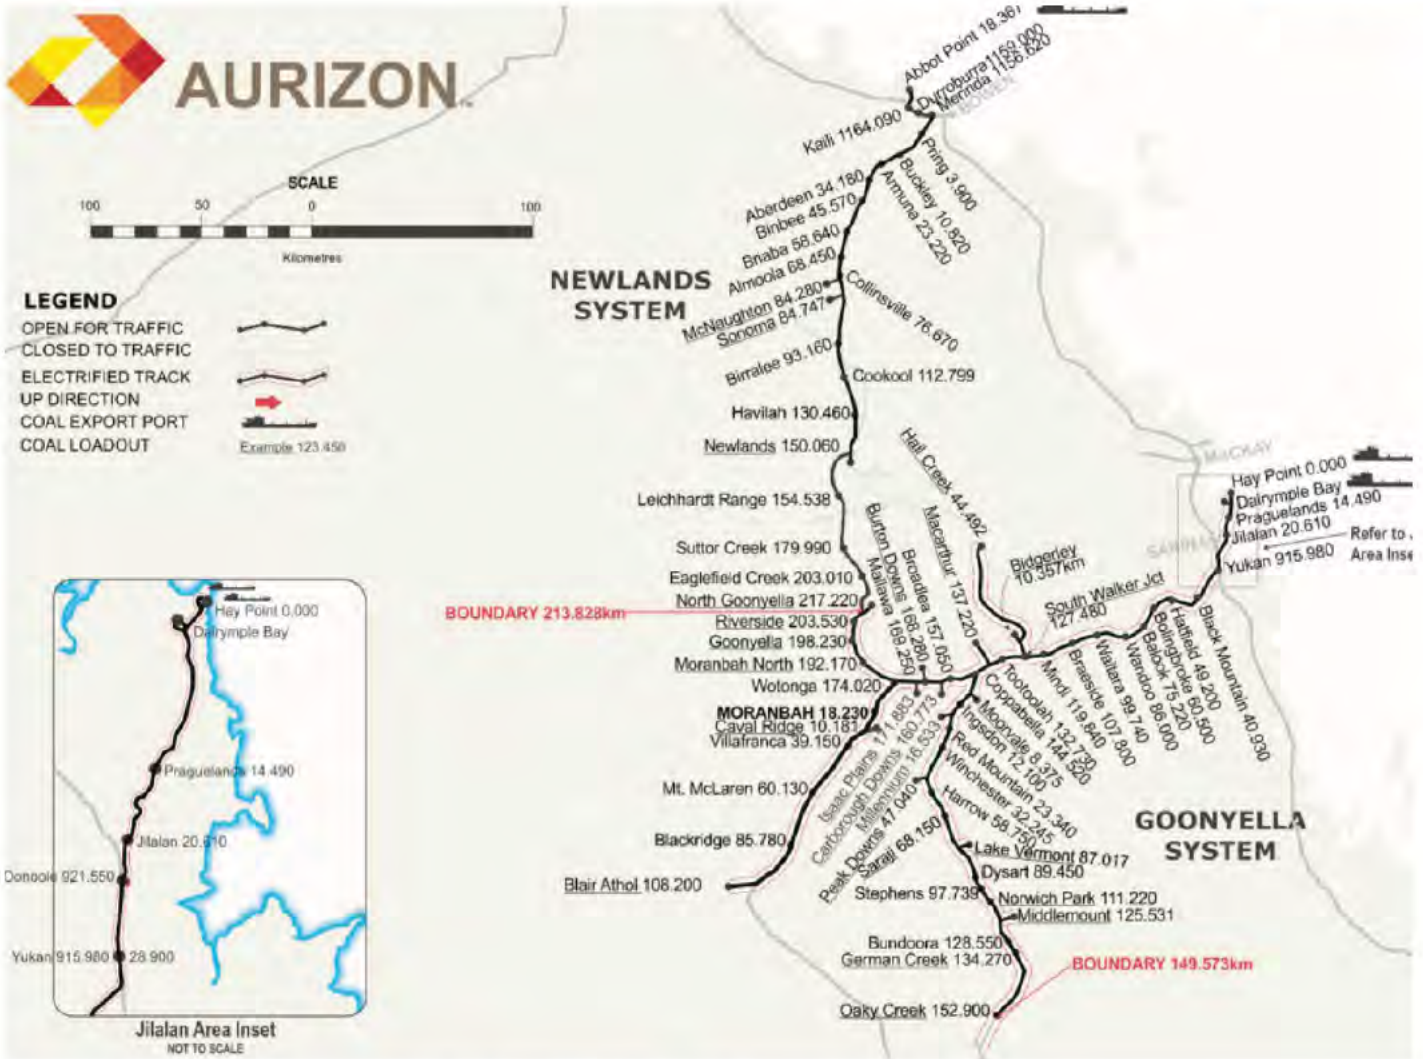 AURIZON
SCALE
100 50 0 100
Kilometres
LEGEND
OPEN FOR TRAFFIC
CLOSED TO TRAFFIC
ELECTRIFIED TRACK
UP DIRECTION
COAL EXPORT PORT
COAL LOADOUT Example 123.450
NEWLANDS
SYSTEM
Abbot Point 18.367
Durroburra1159.000
Merinda 1156.620
BOWEN
Kaili 1164.090
Pring 3.900
Buckley 10.820
Armuna 23.220
Aberdeen 34.180
Binbee 45.570
Bnaba 58.640
Almoola 68.450
Collinsville 76.670
McNaughton 84.280
Sonoma 84.747
Birralee 93.160
Cookool 112.799
Havilah 130.460
Newlands 150.060
Leichhardt Range 154.538
Suttor Creek 179.990
Eaglefield Creek 203.010
North Goonyella 217.220
BOUNDARY 213.828km
Riverside 203.530
Goonyella 198.230
Moranbah North 192.170
Wotonga 174.020
MORANBAH 18.230
Caval Ridge 10.181
Villafranca 39.150
Mt. McLaren 60.130
Blackridge 85.780
Blair Athol 108.200
Hail Creek 44.492
Macarthur 137.220
Broadlea 157.050
Burton Downs 166.280
Mallawa 169.250
Bidgerley
10.357km
South Walker Jct
127.480
MACKAY
Hay Point 0.000
Dalrymple Bay
Praguelands 14.490
Jilalan 20.610
Yukan 915.980
Refer to
Area Inse
Black Mountain 40.930
Hatfield 49.200
Bolingbroke 60.500
Balook 75.220
Wandoo 86.000
Waitara 99.740
Braeside 107.800
Mindi 119.840
Tootoolah 132.730
Coppabella 144.520
Moorvale 8.375
Ingsdon 12.100
Red Mountain 23.340
Winchester 32.245
Harrow 58.750
Isaac Plains 171.883
Carborough Downs 160.773
Millennium 16.533
Peak Downs 47.040
Saraji 68.150
Lake Vermont 87.017
Dysart 89.450
Stephens 97.739
Norwich Park 111.220
Middlemount 125.531
Bundoora 128.550
German Creek 134.270
BOUNDARY 149.573km
Oaky Creek 152.900
GOONYELLA
SYSTEM
Hay Point 0.000
Dalrymple Bay
Praguelands 14.490
Jilalan 20.610
Donoole 921.550
Yukan 915.980 28.900
Jilalan Area Inset
NOT TO SCALE